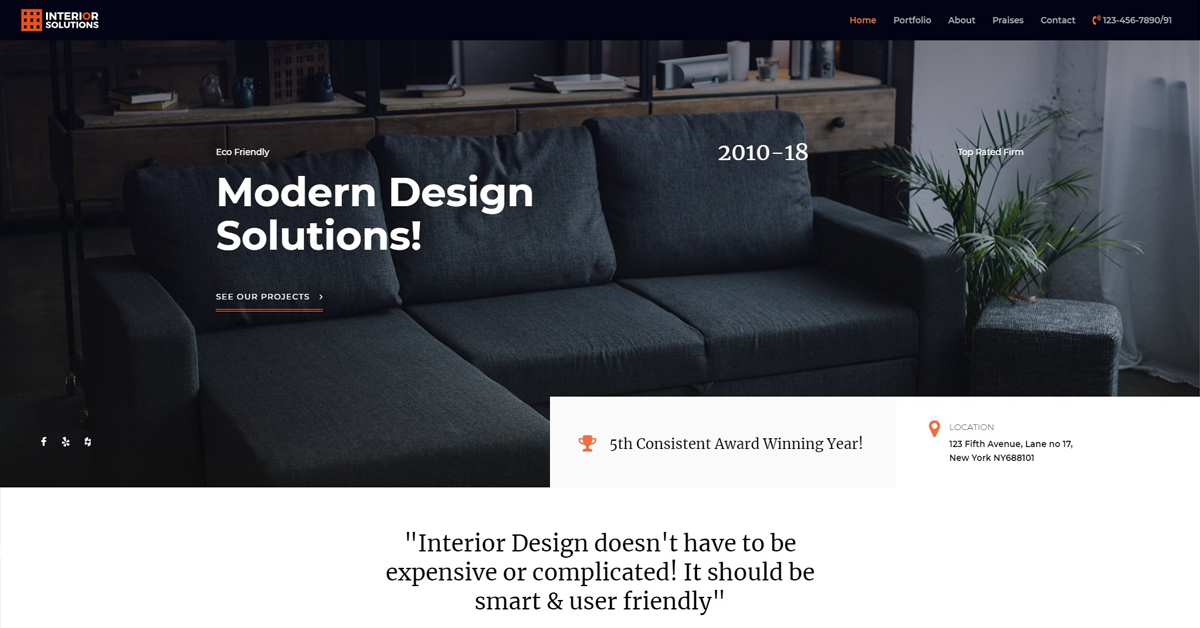 INTERIOR
SOLUTIONS
Home Portfolio About Praises Contact 123-456-7890/91
Eco Friendly
2010–18
Top Rated Firm
Modern Design
Solutions!
SEE OUR PROJECTS
5th Consistent Award Winning Year!
LOCATION
123 Fifth Avenue, Lane no 17,
New York NY688101
"Interior Design doesn't have to be
expensive or complicated! It should be
smart & user friendly"